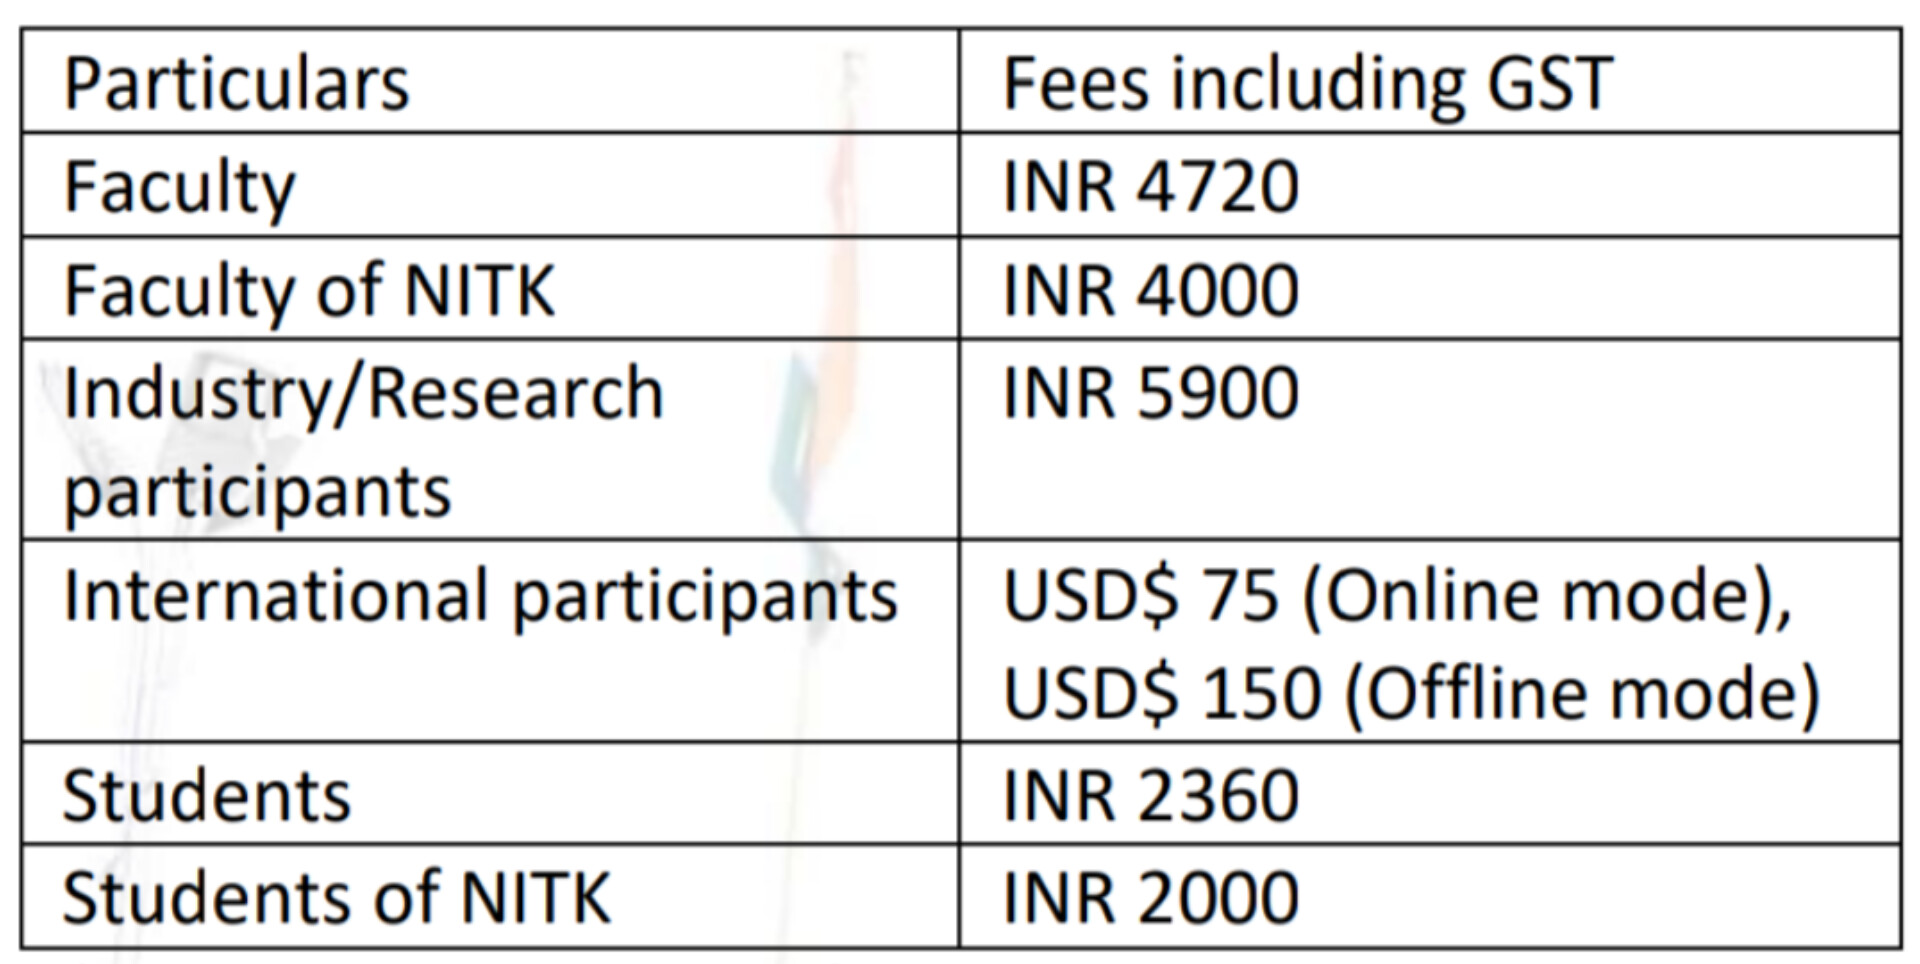 Particulars Fees including GST
Faculty INR 4720
Faculty of NITK INR 4000
Industry/Research INR 5900
participants
International participants USD$ 75 (Online mode),
USD$ 150 (Offline mode)
Students INR 2360
Students of NITK INR 2000